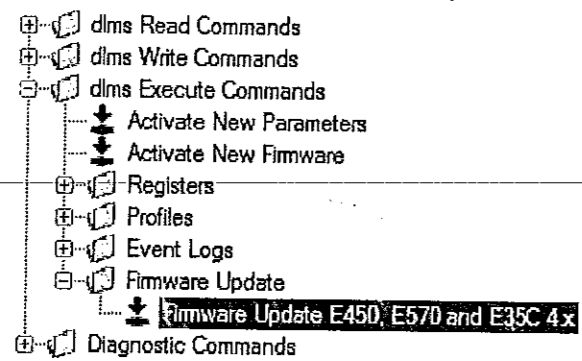 dlms Read Commands
dlms Write Commands
dlms Execute Commands
Activate New Parameters
Activate New Firmware
Registers
Profiles
Event Logs
Firmware Update
Firmware Update E450, E570 and E35C 4x
Diagnostic Commands